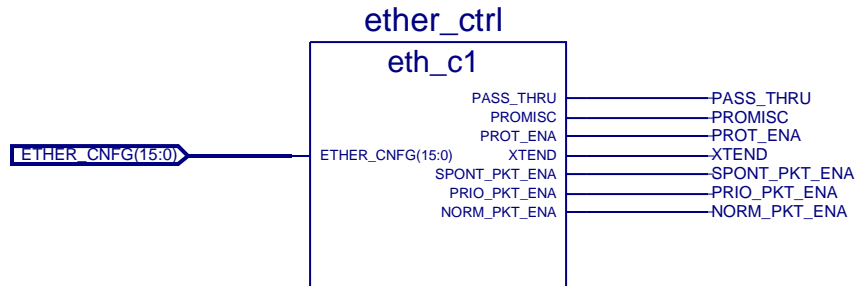 ether_ctrl
eth_c1
PASS_THRU PASS_THRU
PROMISC PROMISC
PROT_ENA PROT_ENA
ETHER_CNFG(15:0) ETHER_CNFG(15:0) XTEND XTEND
SPONT_PKT_ENA SPONT_PKT_ENA
PRIO_PKT_ENA PRIO_PKT_ENA
NORM_PKT_ENA NORM_PKT_ENA